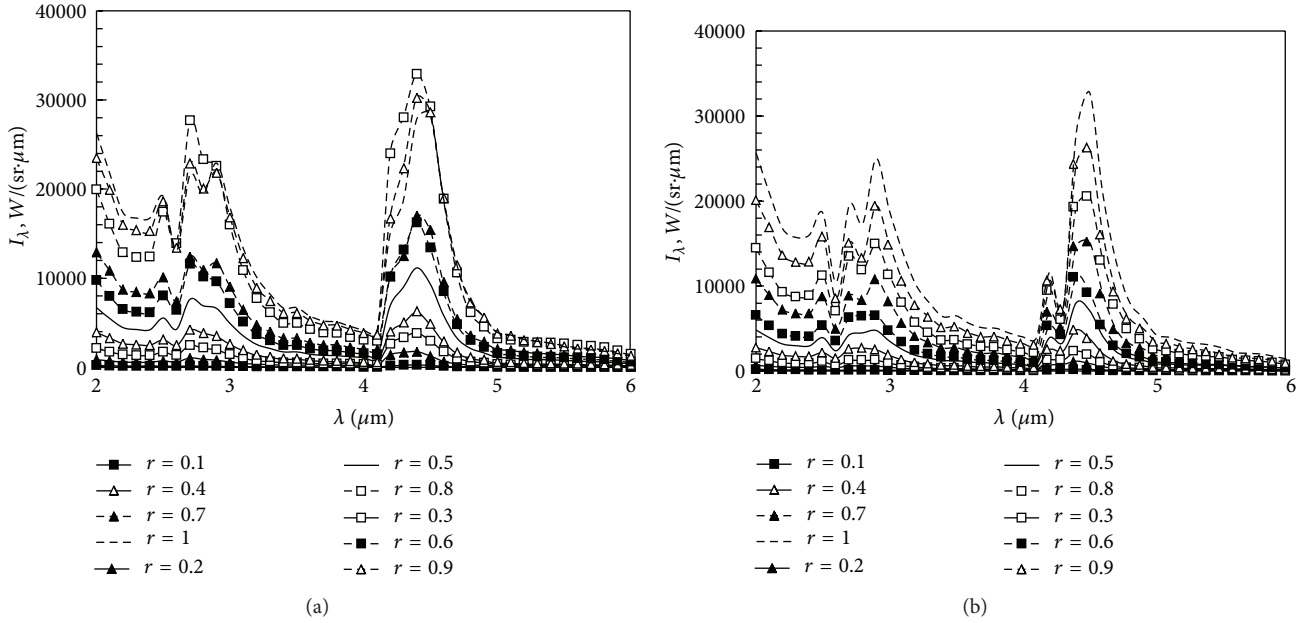 40000
30000
20000
10000
0
I_λ, W/(sr·μm)
2
3
4
5
6
λ (μm)
r = 0.1
r = 0.4
r = 0.7
r = 1
r = 0.2
r = 0.5
r = 0.8
r = 0.3
r = 0.6
r = 0.9
(a)
40000
30000
20000
10000
0
I_λ, W/(sr·μm)
2
3
4
5
6
λ (μm)
r = 0.1
r = 0.4
r = 0.7
r = 1
r = 0.2
r = 0.5
r = 0.8
r = 0.3
r = 0.6
r = 0.9
(b)